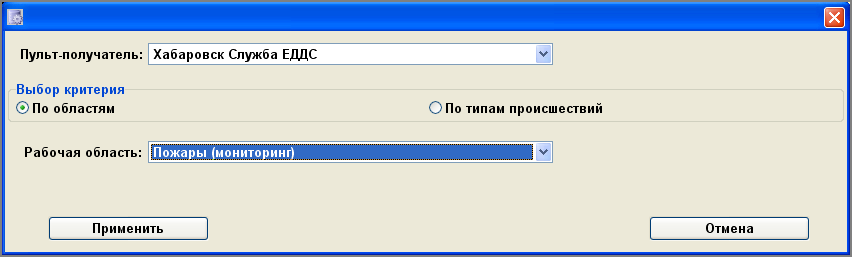 Пульт-получатель: Хабаровск Служба ЕДДС
Выбор критерия
По областям По типам происшествий
Рабочая область: Пожары (мониторинг)
Применить Отмена